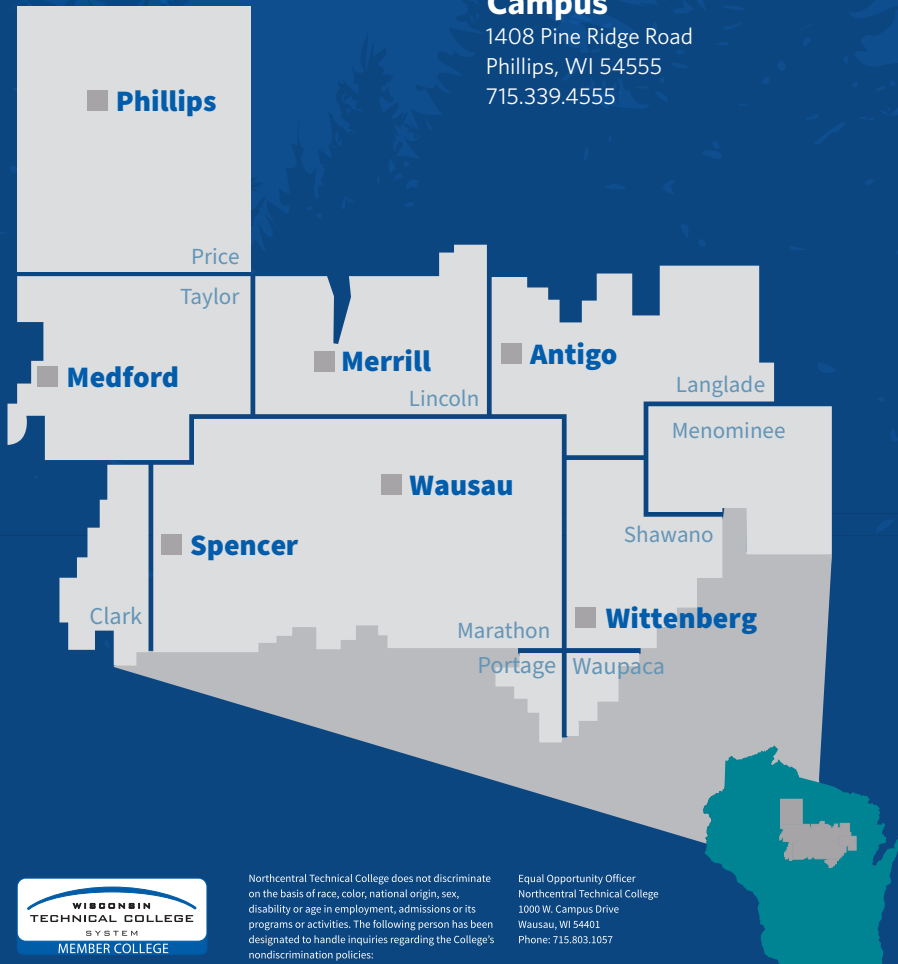 Campus
1408 Pine Ridge Road
Phillips, WI 54555
715.339.4555
Phillips
Price
Taylor
Medford
Merrill
Lincoln
Antigo
Langlade
Menominee
Wausau
Spencer
Shawano
Clark
Marathon
Wittenberg
Portage
Waupaca
WISCONSIN
TECHNICAL COLLEGE
SYSTEM
MEMBER COLLEGE
Northcentral Technical College does not discriminate
on the basis of race, color, national origin, sex,
disability or age in employment, admissions or its
programs or activities. The following person has been
designated to handle inquiries regarding the College's
nondiscrimination policies:
Equal Opportunity Officer
Northcentral Technical College
1000 W. Campus Drive
Wausau, WI 54401
Phone: 715.803.1057